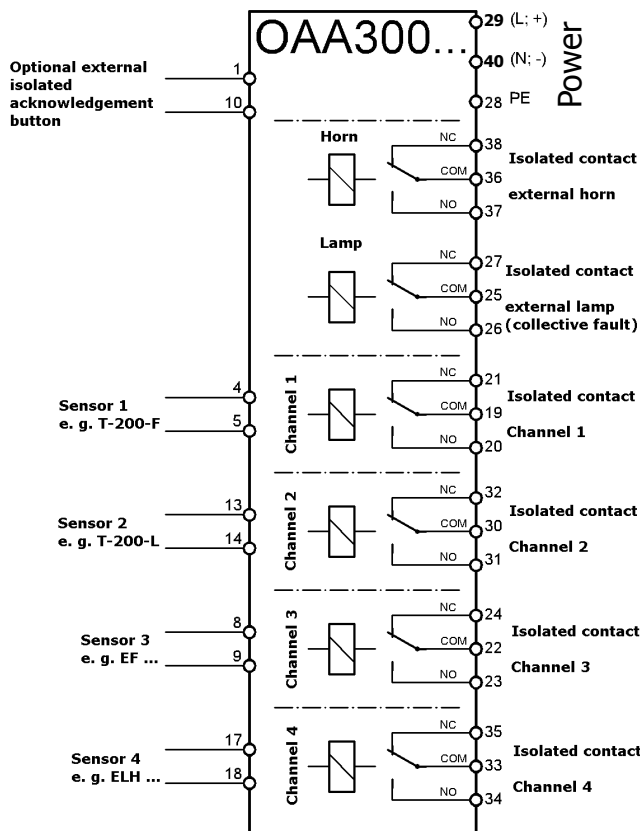 OAA300...
29 (L; +)
40 (N; -)
28 PE
Power
Optional external
isolated
acknowledgement
button
1
10
Horn
NC
38
COM
36
NO
37
Isolated contact
external horn
Lamp
NC
27
COM
25
NO
26
Isolated contact
external lamp
(collective fault)
Sensor 1
e. g. T-200-F
4
5
Channel 1
NC
21
COM
19
NO
20
Isolated contact
Channel 1
Sensor 2
e. g. T-200-L
13
14
Channel 2
NC
32
COM
30
NO
31
Isolated contact
Channel 2
Sensor 3
e. g. EF ...
8
9
Channel 3
NC
24
COM
22
NO
23
Isolated contact
Channel 3
Sensor 4
e. g. ELH ...
17
18
Channel 4
NC
35
COM
33
NO
34
Isolated contact
Channel 4